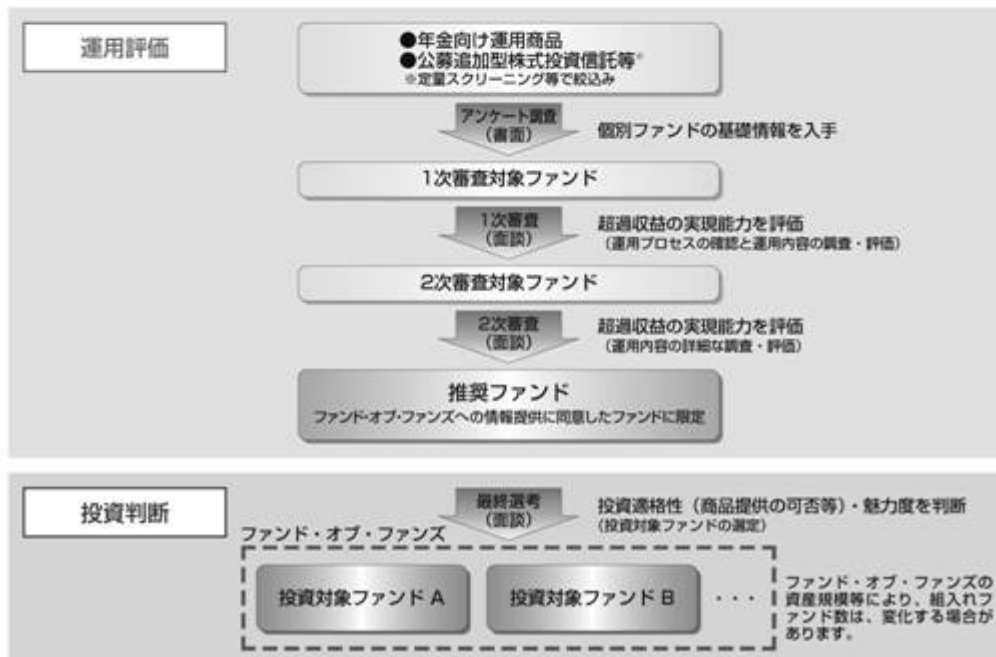 運用評価
●年金向け運用商品
●公募追加型株式投資信託等※
※定量スクリーニング等で絞込み
アンケート調査
(書面)
個別ファンドの基礎情報を入手
1次審査対象ファンド
1次審査
(面談)
超過収益の実現能力を評価
(運用プロセスの確認と運用内容の調査・評価)
2次審査対象ファンド
2次審査
(面談)
超過収益の実現能力を評価
(運用内容の詳細な調査・評価)
推奨ファンド
ファンド・オブ・ファンズへの情報提供に同意したファンドに限定
投資判断
最終選考
(面談)
投資適格性(商品提供の可否等)・魅力度を判断
(投資対象ファンドの選定)
ファンド・オブ・ファンズ
投資対象ファンド A
投資対象ファンド B
・・・
ファンド・オブ・ファンズの
資産規模等により、組入れフ
ァンド数は、変化する場合が
あります。